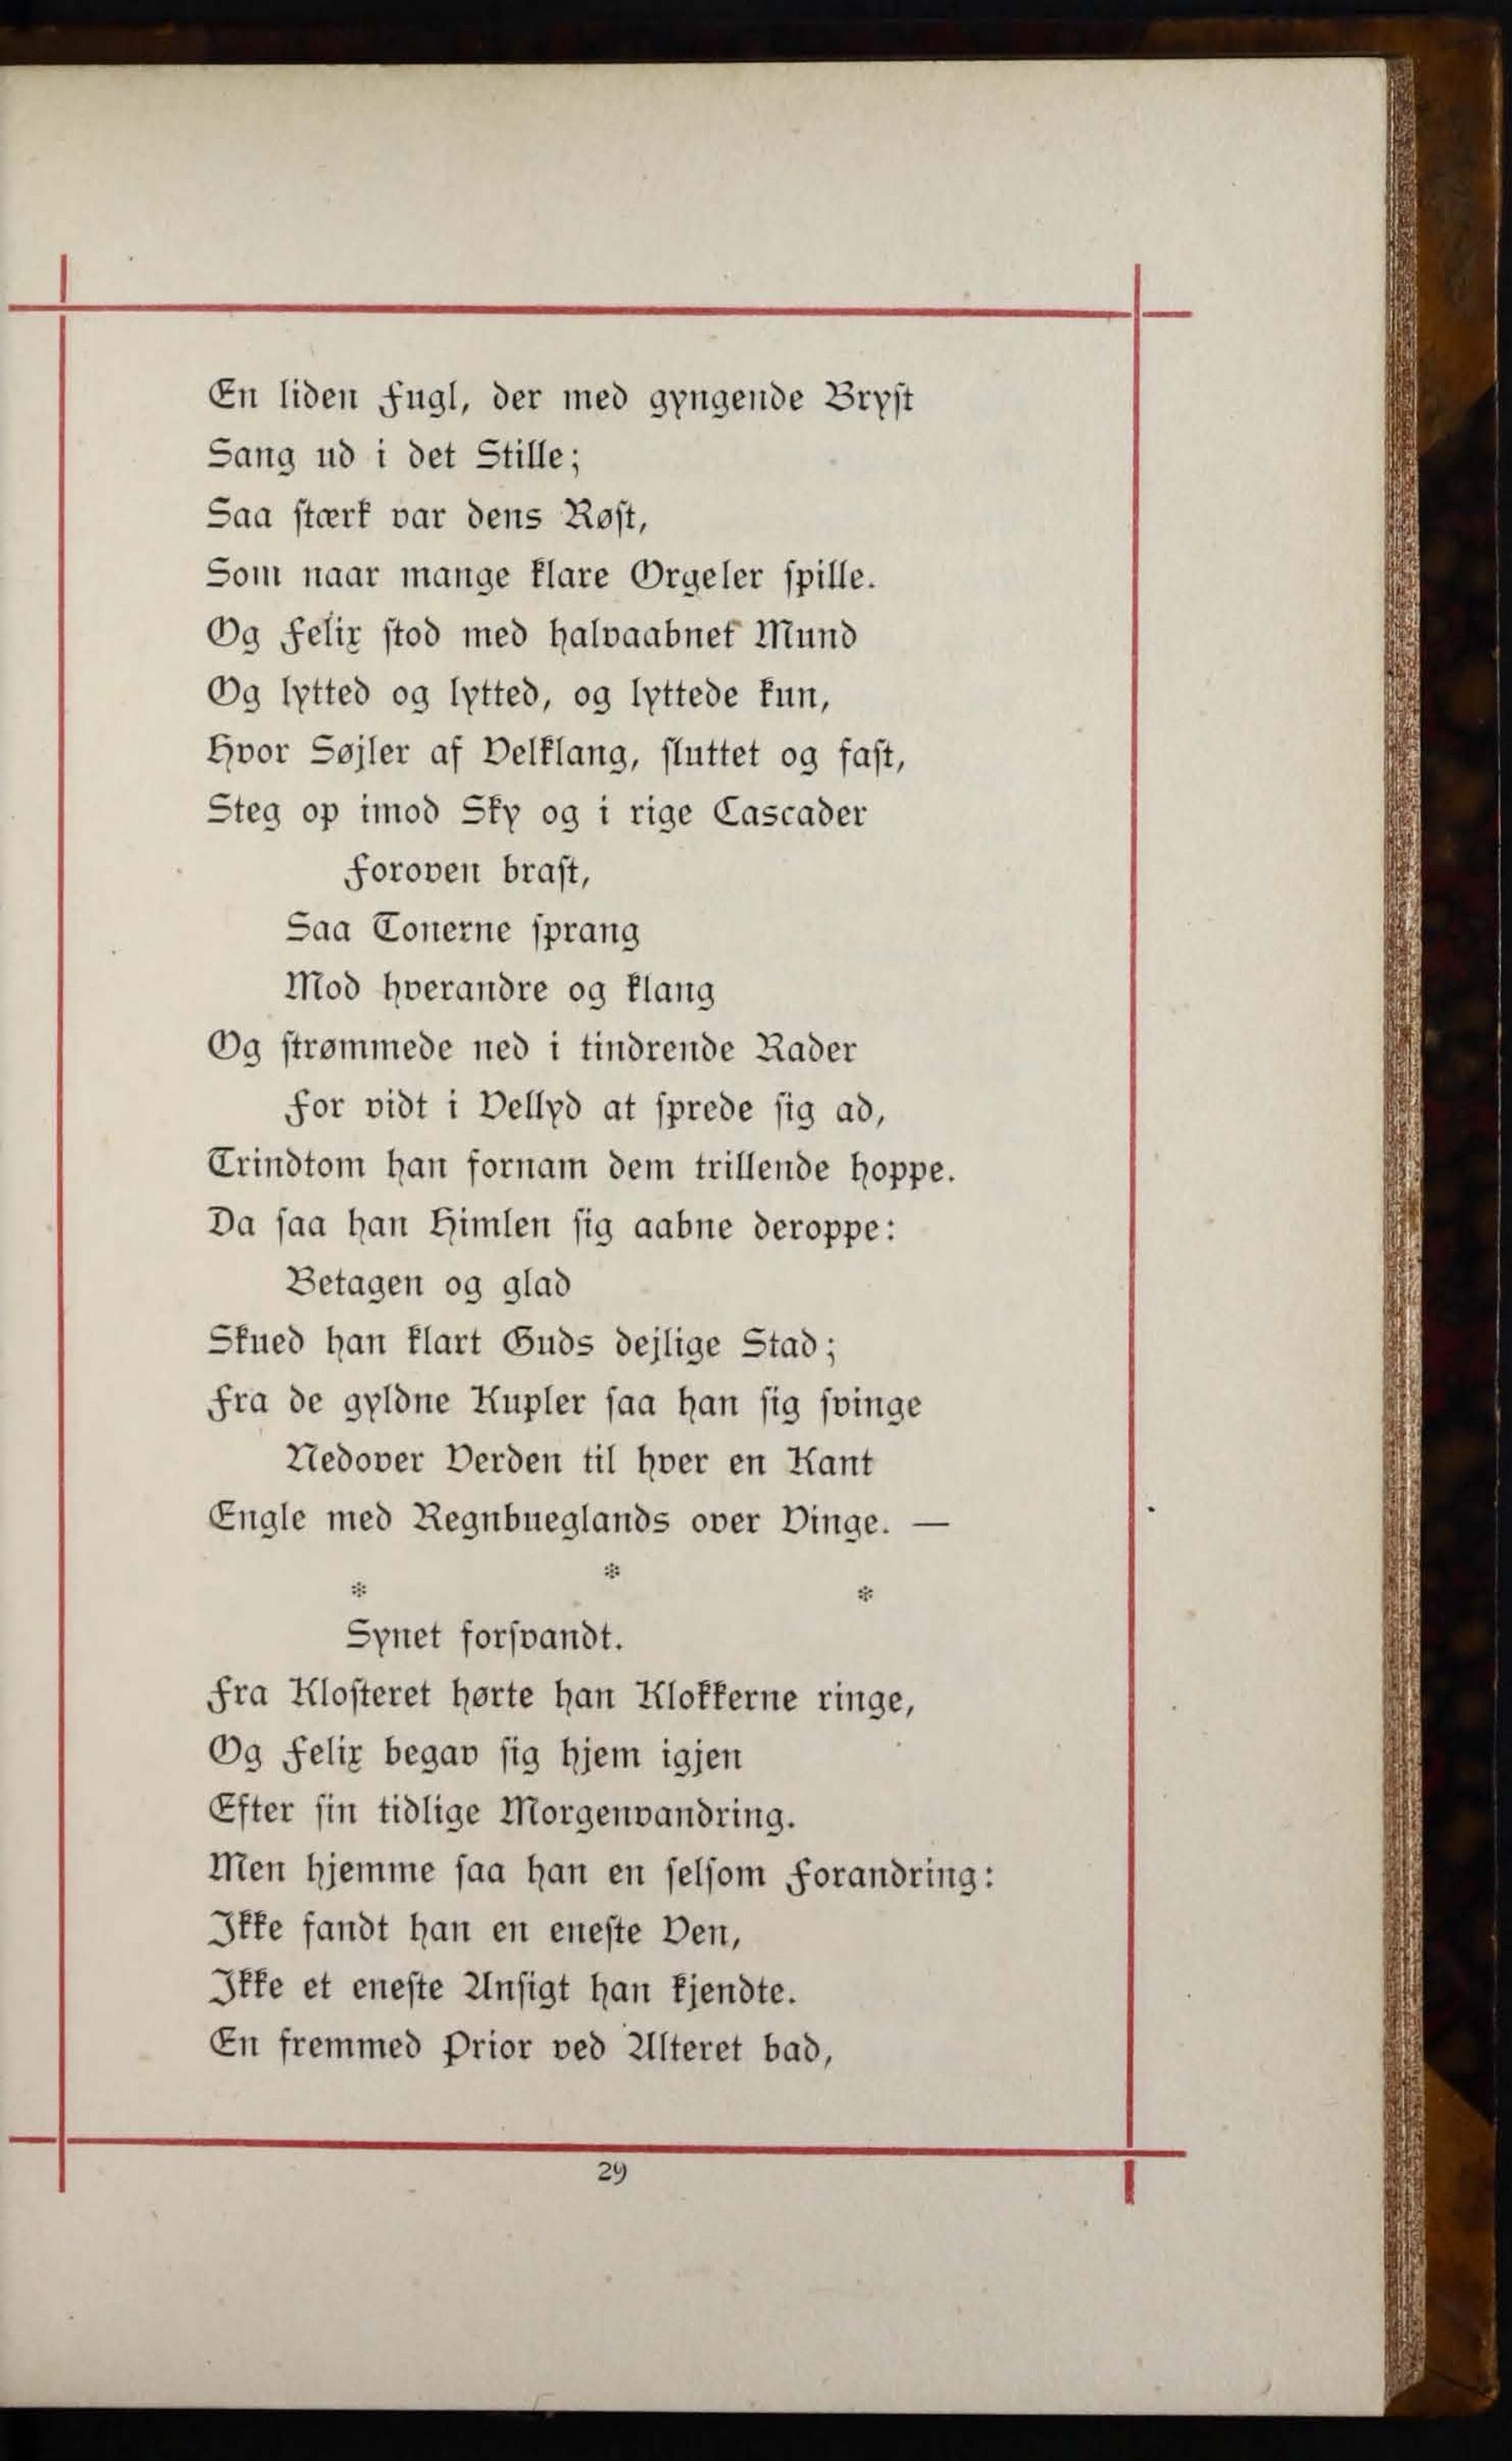 En liden Fugl, der med gyngende Bryſt
Sang ud i det Stille;
Saa ſtærk var dens Røſt,
Som naar mange klare Orgeler ſpille.
Og Felix ſtod med halvaabnet Mund
Og lytted og lytted, og lyttede kun,
Hvor Søjler af Velklang, ſluttet og faſt,
Steg op imod Sky og i rige Cascader
Foroven braſt,
Saa Tonerne ſprang
Mod hverandre og klang
Og ſtrømmede ned i tindrende Rader
For vidt i Vellyd at ſprede ſig ad,
Trindtom han fornam dem trillende hoppe.
Da ſaa han Himlen ſig aabne deroppe:
Betagen og glad
Skued han klart Guds dejlige Stad;
Fra de gyldne Kupler ſaa han ſig ſvinge
Nedover Verden til hver en Kant
Engle med Regnbueglands over Vinge. —
* * *
Synet forſvandt.
Fra Kloſteret hørte han Klokkerne ringe,
Og Felix begav ſig hjem igjen
Efter ſin tidlige Morgenvandring.
Men hjemme ſaa han en ſelſom Forandring:
Ikke fandt han en eneſte Ven,
Ikke et eneſte Anſigt han kjendte.
En fremmed Prior ved Alteret bad,
29